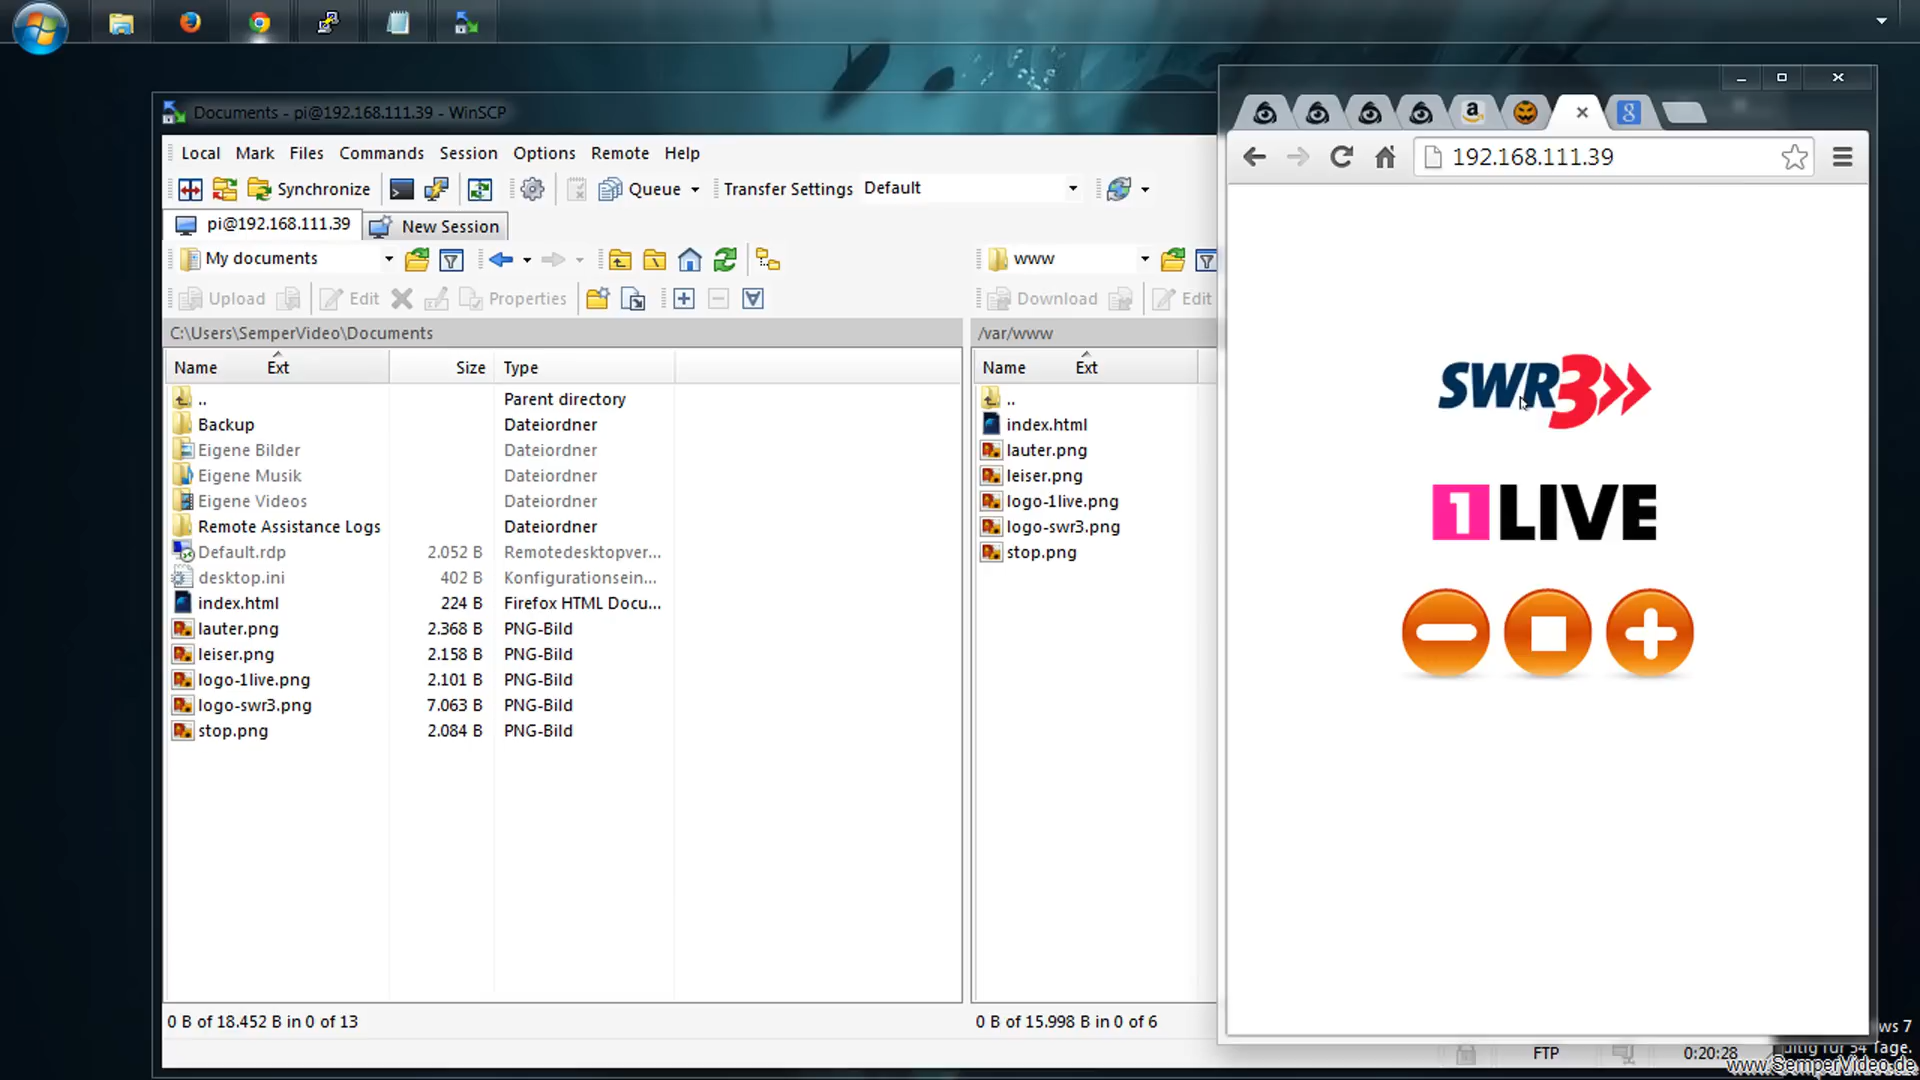 Documents - pi@192.168.111.39 - WinSCP
Local Mark Files Commands Session Options Remote Help
Synchronize Queue Transfer Settings Default
pi@192.168.111.39 New Session
My documents
Upload Edit Properties
C:\Users\SemperVideo\Documents
Name Ext Size Type
.. Parent directory
Backup Dateiordner
Eigene Bilder Dateiordner
Eigene Musik Dateiordner
Eigene Videos Dateiordner
Remote Assistance Logs Dateiordner
Default.rdp 2.052 B Remotedesktopver...
desktop.ini 402 B Konfigurationsein...
index.html 224 B Firefox HTML Docu...
lauter.png 2.368 B PNG-Bild
leiser.png 2.158 B PNG-Bild
logo-1live.png 2.101 B PNG-Bild
logo-swr3.png 7.063 B PNG-Bild
stop.png 2.084 B PNG-Bild
0 B of 18.452 B in 0 of 13
www
Download Edit
/var/www
Name Ext
..
index.html
lauter.png
leiser.png
logo-1live.png
logo-swr3.png
stop.png
0 B of 15.998 B in 0 of 6
192.168.111.39
SWR3
1LIVE
FTP 0:20:28
ws 7
für 54 Tage.
www.SemperVideo.de